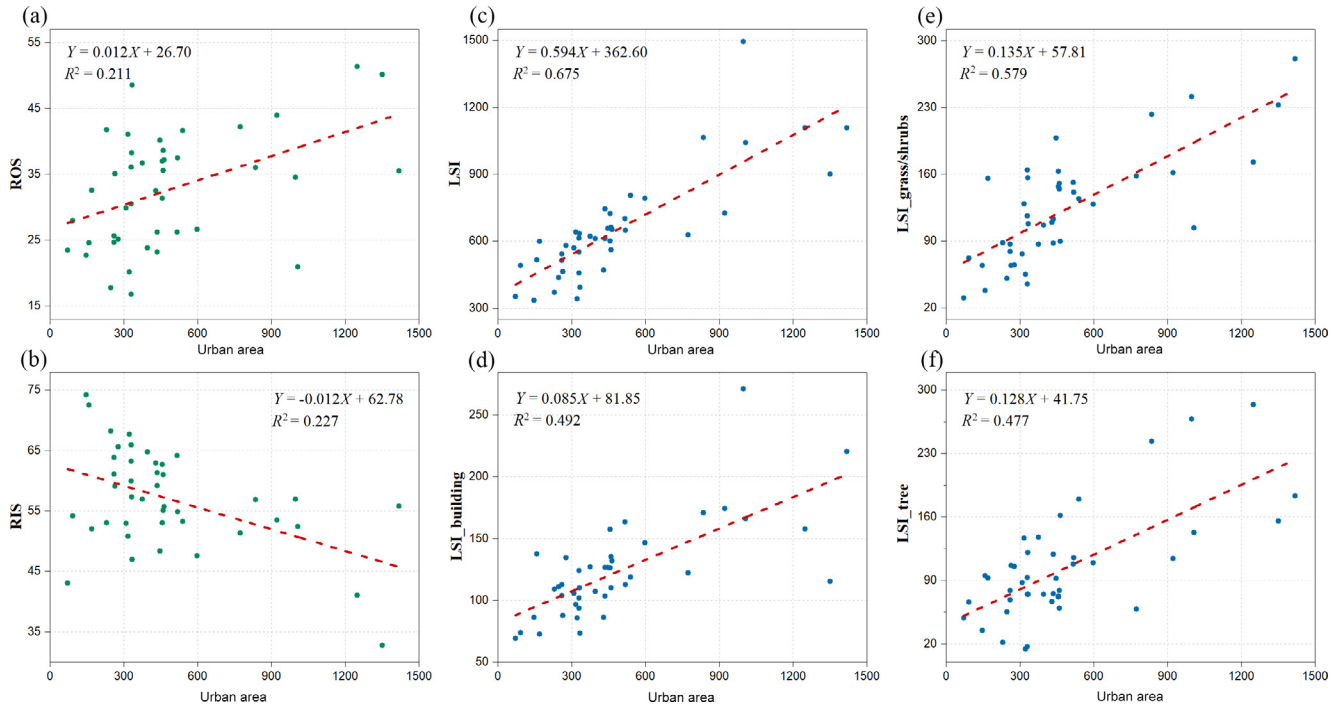 (a)
Y = 0.012X + 26.70
R² = 0.211
ROS
55
45
35
25
15
0 300 600 900 1200 1500
Urban area
(c)
Y = 0.594X + 362.60
R² = 0.675
LSI
1500
1200
900
600
300
0 300 600 900 1200 1500
Urban area
(e)
Y = 0.135X + 57.81
R² = 0.579
LSI_grass/shrubs
300
230
160
90
20
0 300 600 900 1200 1500
Urban area
(b)
Y = -0.012X + 62.78
R² = 0.227
RIS
75
65
55
45
35
0 300 600 900 1200 1500
Urban area
(d)
Y = 0.085X + 81.85
R² = 0.492
LSI_building
250
200
150
100
50
0 300 600 900 1200 1500
Urban area
(f)
Y = 0.128X + 41.75
R² = 0.477
LSI_tree
300
230
160
90
20
0 300 600 900 1200 1500
Urban area